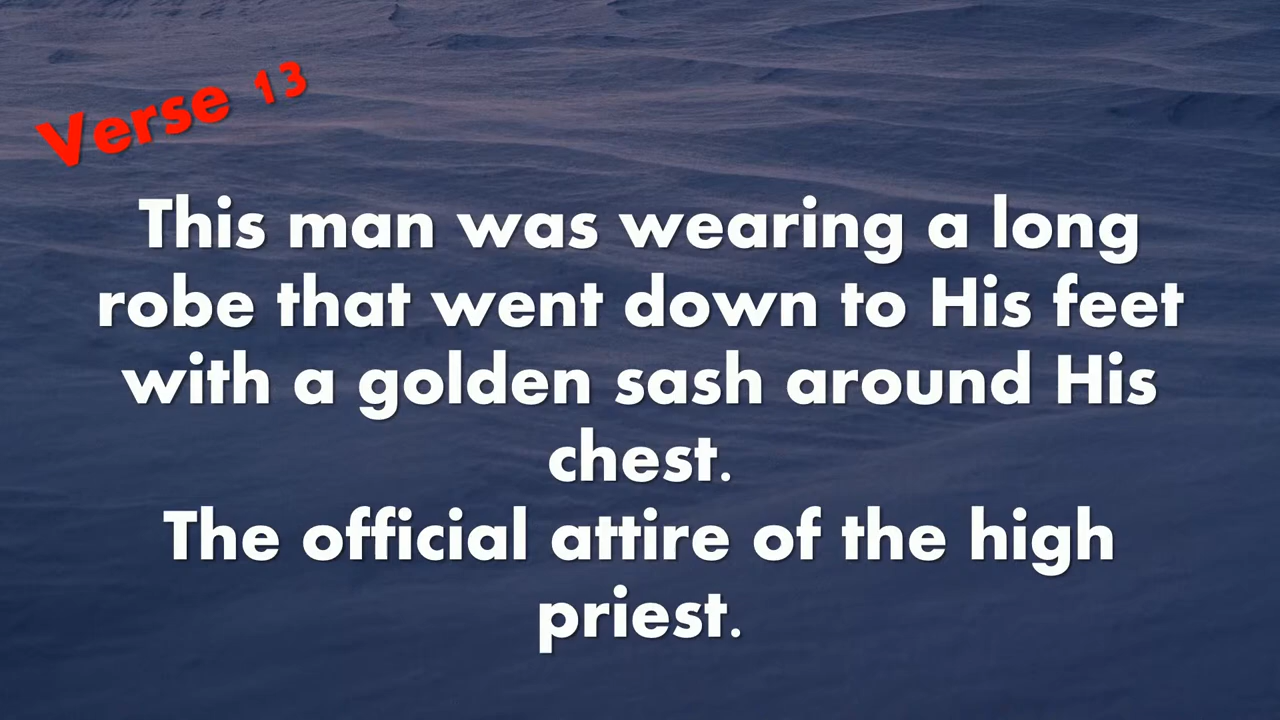 Verse 13
This man was wearing a long
robe that went down to His feet
with a golden sash around His
chest.
The official attire of the high
priest.